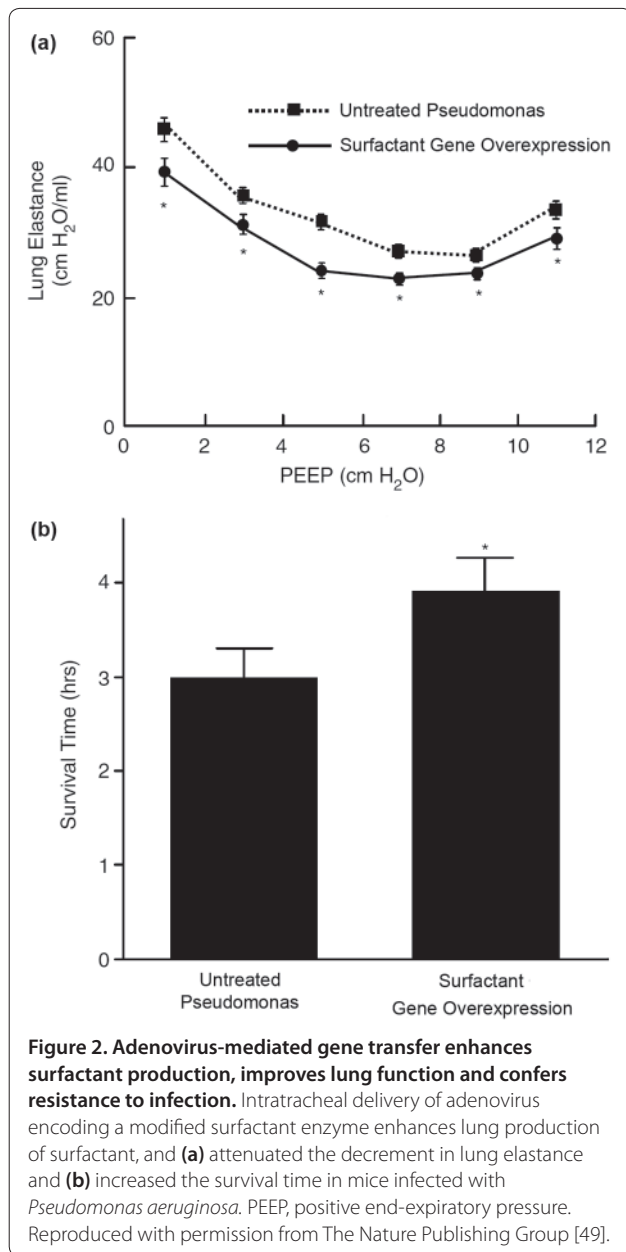 (a)
60
40
20
0
Lung Elastance
(cm H₂O/ml)
Untreated Pseudomonas
Surfactant Gene Overexpression
* * * * * *
0 2 4 6 8 10 12
PEEP (cm H₂O)
(b)
4
3
2
1
0
Survival Time (hrs)
*
Untreated
Pseudomonas
Surfactant
Gene Overexpression
Figure 2. Adenovirus-mediated gene transfer enhances
surfactant production, improves lung function and confers
resistance to infection. Intratracheal delivery of adenovirus
encoding a modified surfactant enzyme enhances lung production
of surfactant, and (a) attenuated the decrement in lung elastance
and (b) increased the survival time in mice infected with
Pseudomonas aeruginosa. PEEP, positive end-expiratory pressure.
Reproduced with permission from The Nature Publishing Group [49].